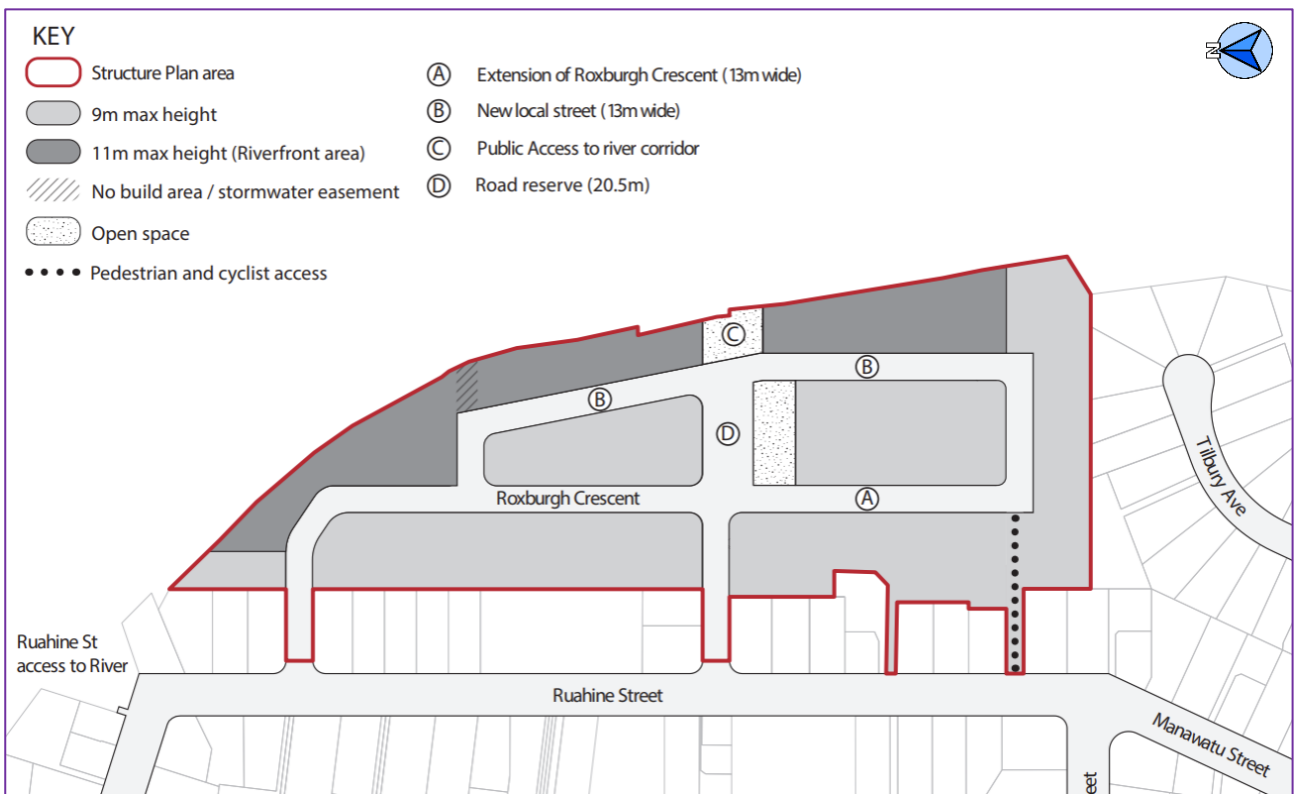 KEY
Structure Plan area
9m max height
11m max height (Riverfront area)
No build area / stormwater easement
Open space
Pedestrian and cyclist access
A Extension of Roxburgh Crescent (13m wide)
B New local street (13m wide)
C Public Access to river corridor
D Road reserve (20.5m)
N
C
B
B
D
Tilbury Ave
Roxburgh Crescent
A
Ruahine St
access to River
Ruahine Street
Manawatu Street
eet